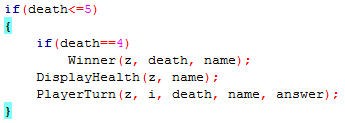 if(death<=5)
{
    if(death==4)
        Winner(z, death, name);
    DisplayHealth(z, name);
    PlayerTurn(z, i, death, name, answer);
}